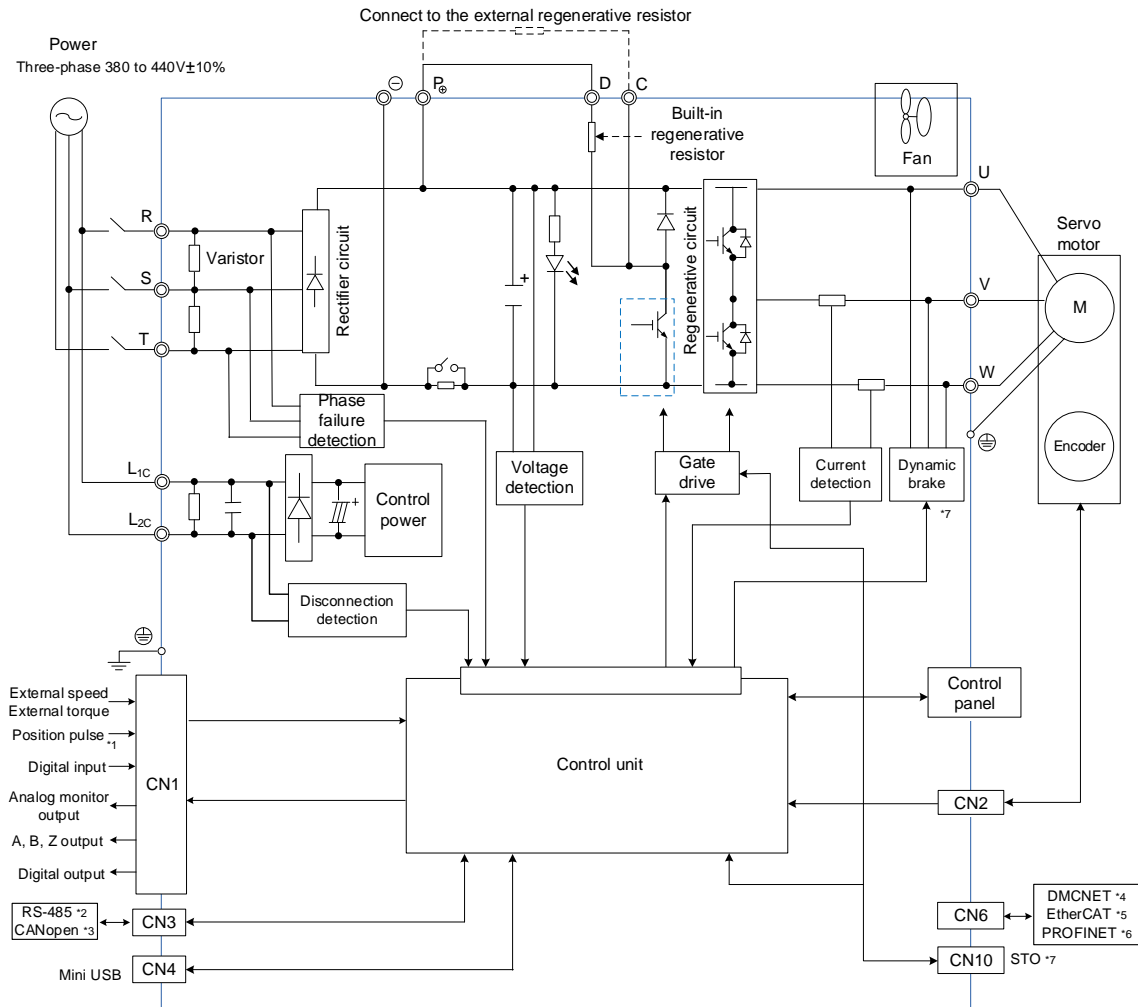 Connect to the external regenerative resistor
Power
Three-phase 380 to 440V±10%
⊖
P⊕
D
C
Built-in
regenerative
resistor
Fan
U
R
Varistor
Rectifier circuit
+
Regenerative circuit
Servo
motor
S
V
M
T
W
Phase
failure
detection
L1C
Voltage
detection
Gate
drive
Current
detection
Dynamic
brake
*7
Encoder
+
Control
power
L2C
Disconnection
detection
External speed
External torque
Position pulse *1
Digital input
Analog monitor
output
A, B, Z output
Digital output
CN1
Control unit
Control
panel
CN2
RS-485 *2
CANopen *3
CN3
CN6
DMCNET *4
EtherCAT *5
PROFINET *6
Mini USB
CN4
CN10
STO *7